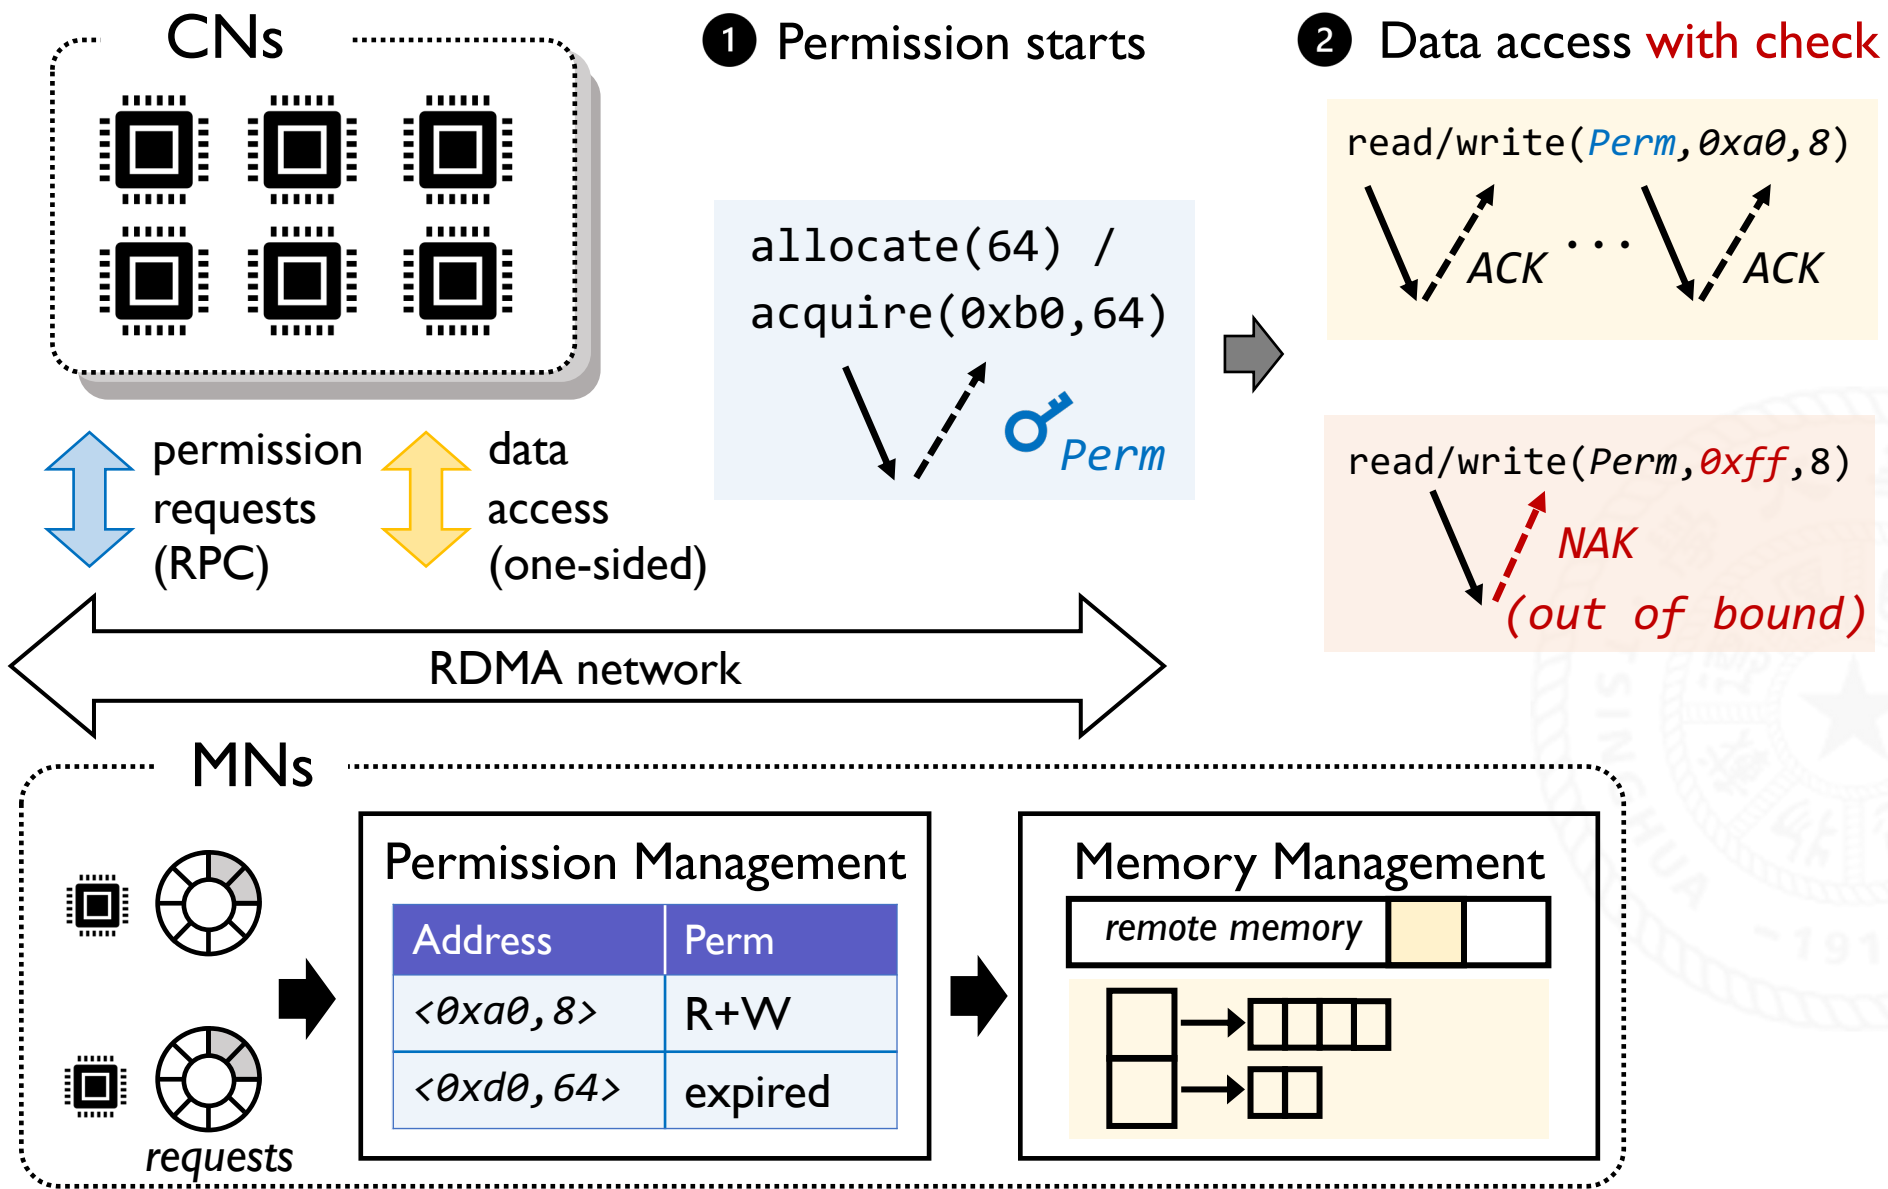 CNs
permission
requests
(RPC)
data
access
(one-sided)
1 Permission starts
allocate(64) /
acquire(0xb0,64)
Perm
2 Data access with check
read/write(Perm,0xa0,8)
ACK ... ACK
read/write(Perm,0xff,8)
NAK
(out of bound)
RDMA network
MNs
requests
Permission Management
Address Perm
<0xa0,8> R+W
<0xd0,64> expired
Memory Management
remote memory
TSINGHUA
-191